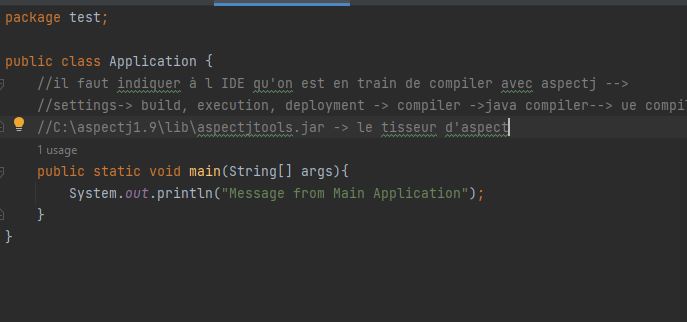 package test;
public class Application {
//il faut indiquer à l IDE qu'on est en train de compiler avec aspectj -->
//settings-> build, execution, deployment -> compiler ->java compiler--> ue compil
//C:\aspectj1.9\lib\aspectjtools.jar -> le tisseur d'aspect
1 usage
public static void main(String[] args){
System.out.println("Message from Main Application");
}
}